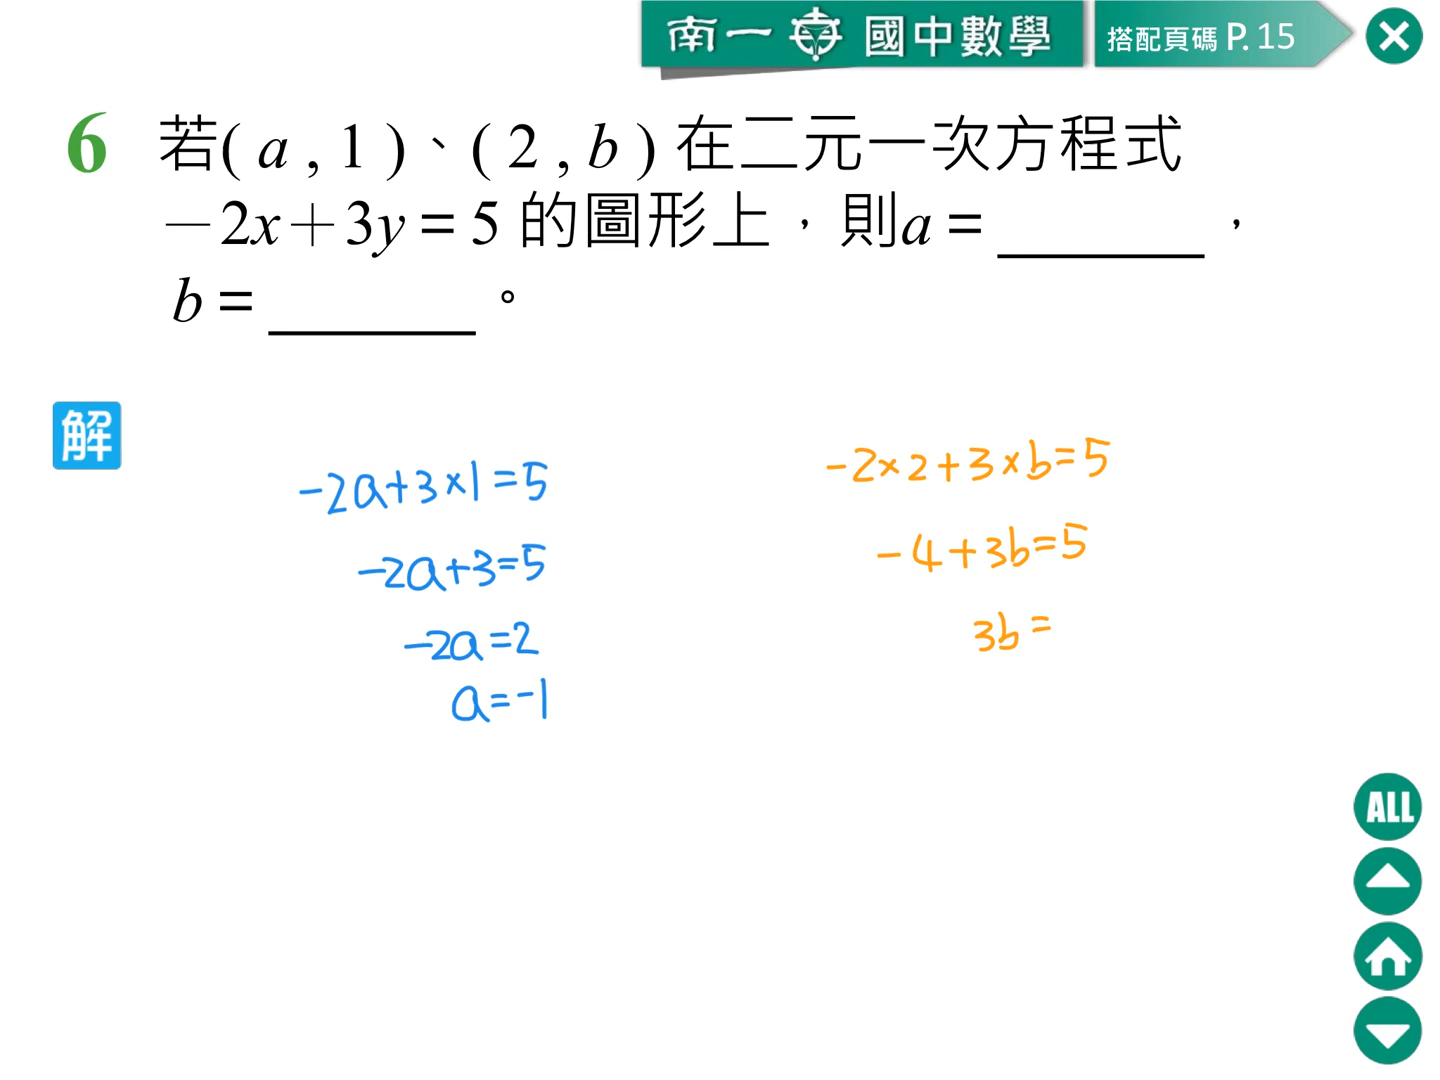 南一 國中數學 搭配頁碼 P. 15
6 若( a , 1 )、( 2 , b ) 在二元一次方程式
－2x＋3y = 5 的圖形上，則a = ______，
b = ______。
解
-2a+3×1=5
-2a+3=5
-2a=2
a=-1
-2×2+3×b=5
-4+3b=5
3b=
ALL